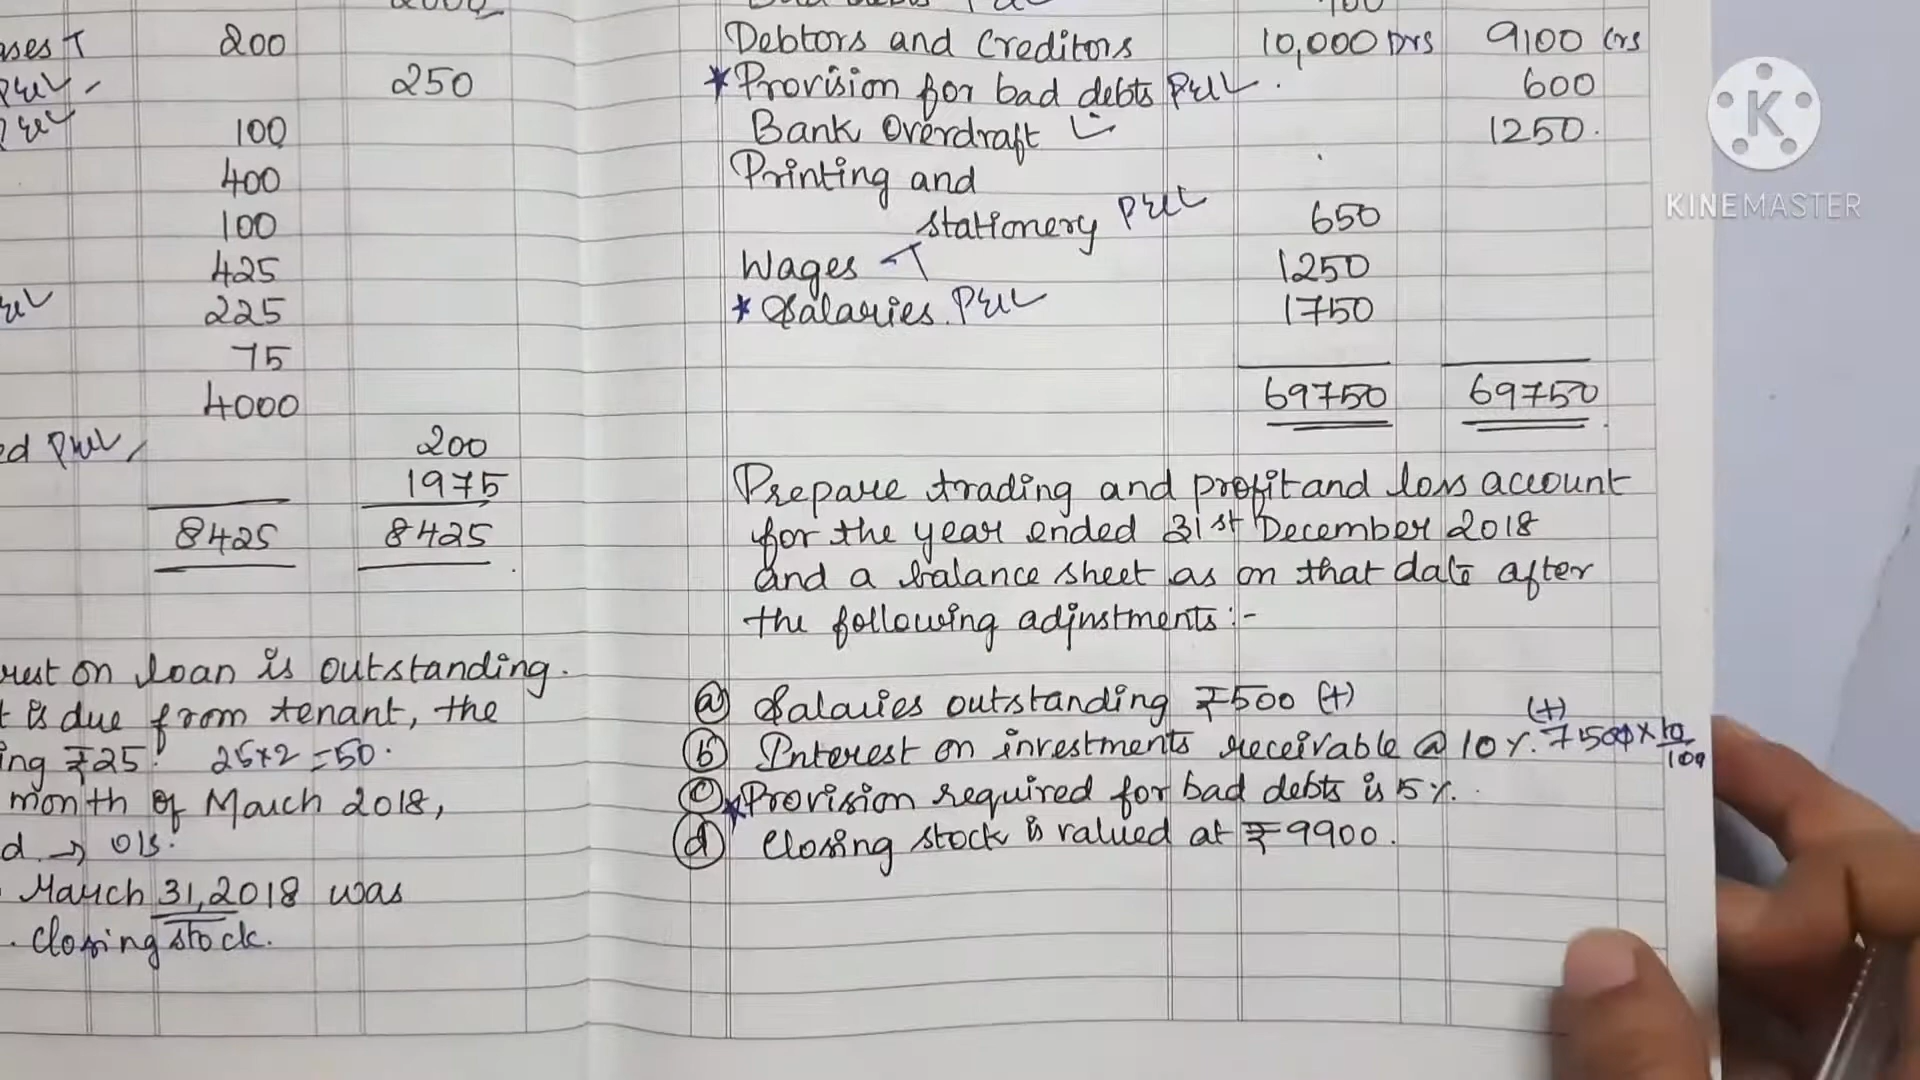 200
250
100
400
100
425
225
75
4000
200
1975
8425 8425
on loan is outstanding.
is due from tenant, the
₹25. 25×2=50.
month of March 2018,
→ O/s.
March 31, 2018 was
closing stock.
Debtors and Creditors 10,000 Drs 9100 Crs
*Provision for bad debts P&L 600
Bank Overdraft L 1250.
Printing and
stationery P&L 650
Wages -T 1250
* Salaries. P&L 1750
69750 69750
Prepare trading and profit and loss account
for the year ended 31st December 2018
and a balance sheet as on that date after
the following adjustments:-
(a) Salaries outstanding ₹500 (+)
(b) Interest on investments receivable @ 10%. (+)
(c) *Provision required for bad debts is 5%.
(d) Closing stock is valued at ₹9900.
K
KINEMASTER